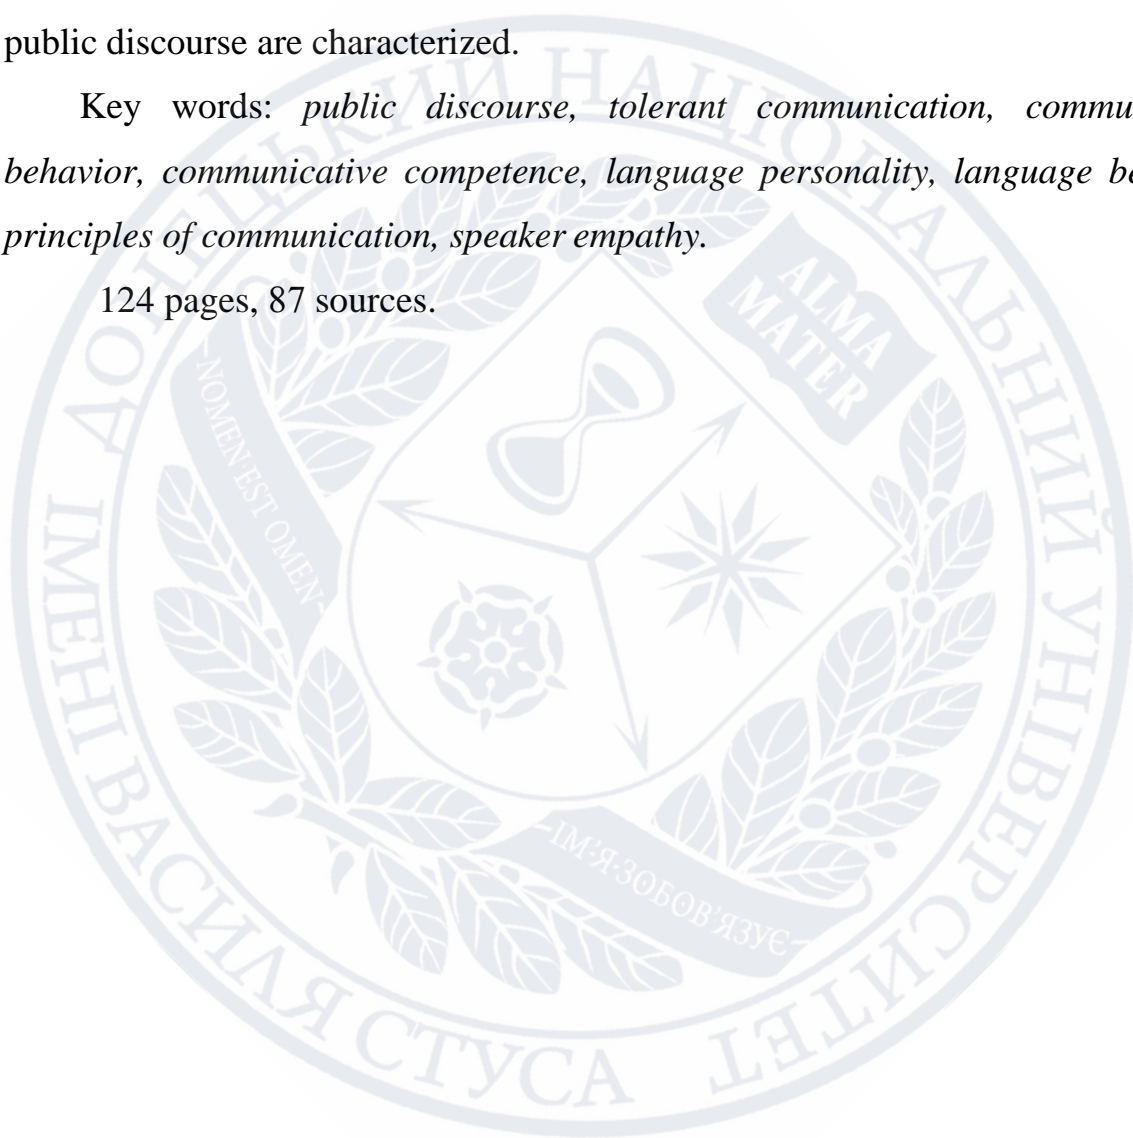 public discourse are characterized.
Key words: public discourse, tolerant communication, commu
behavior, communicative competence, language personality, language be
principles of communication, speaker empathy.
124 pages, 87 sources.
ДОНЕЦЬКИЙ НАЦІОНАЛЬНИЙ УНІВЕРСИТЕТ
ІМЕНІ ВАСИЛЯ СТУСА
ALMA
MATER
NOMEN·EST OMEN
ІМ'Я·ЗОБОВ'ЯЗУЄ